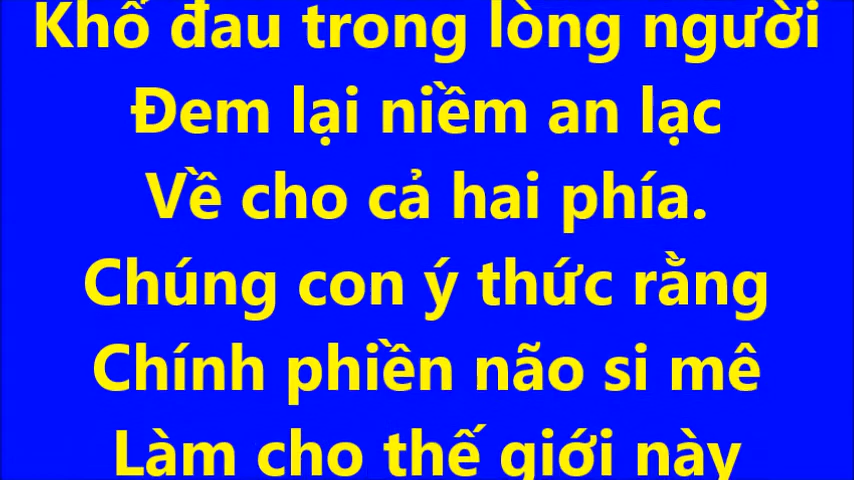 Khổ đau trong lòng người
Đem lại niềm an lạc
Về cho cả hai phía.
Chúng con ý thức rằng
Chính phiền não si mê
Làm cho thế giới này